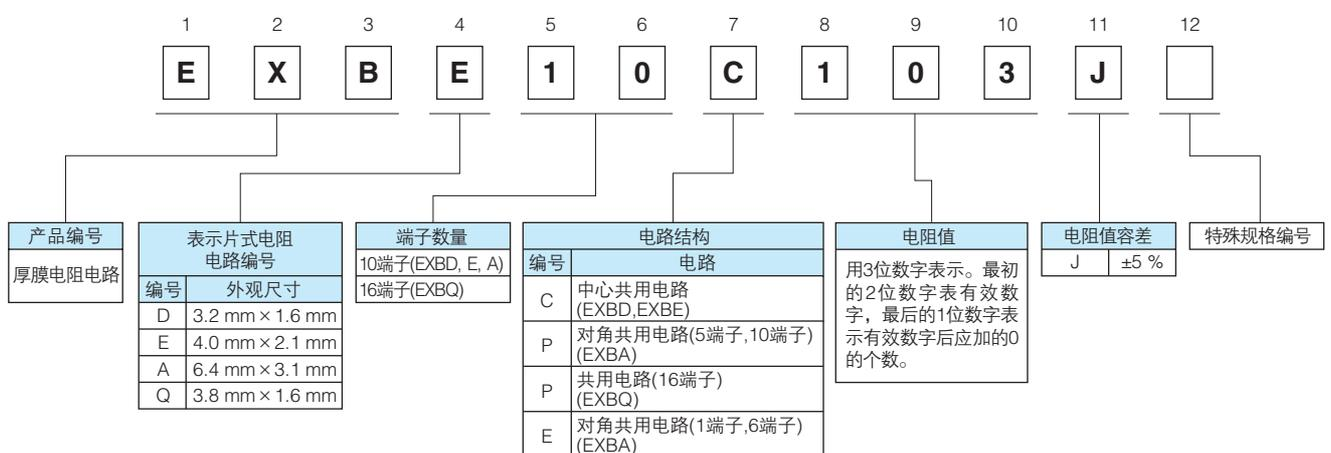 1 2 3 4 5 6 7 8 9 10 11 12
E X B E 1 0 C 1 0 3 J
产品编号
厚膜电阻电路
表示片式电阻
电路编号
编号 外观尺寸
D 3.2 mm×1.6 mm
E 4.0 mm×2.1 mm
A 6.4 mm×3.1 mm
Q 3.8 mm×1.6 mm
端子数量
10端子(EXBD, E, A)
16端子(EXBQ)
电路结构
编号 电路
C 中心共用电路
(EXBD,EXBE)
P 对角共用电路(5端子,10端子)
(EXBA)
P 共用电路(16端子)
(EXBQ)
E 对角共用电路(1端子,6端子)
(EXBA)
电阻值
用3位数字表示。最初
的2位数字表有效数
字，最后的1位数字表
示有效数字后应加的0
的个数。
电阻值容差
J ±5 %
特殊规格编号